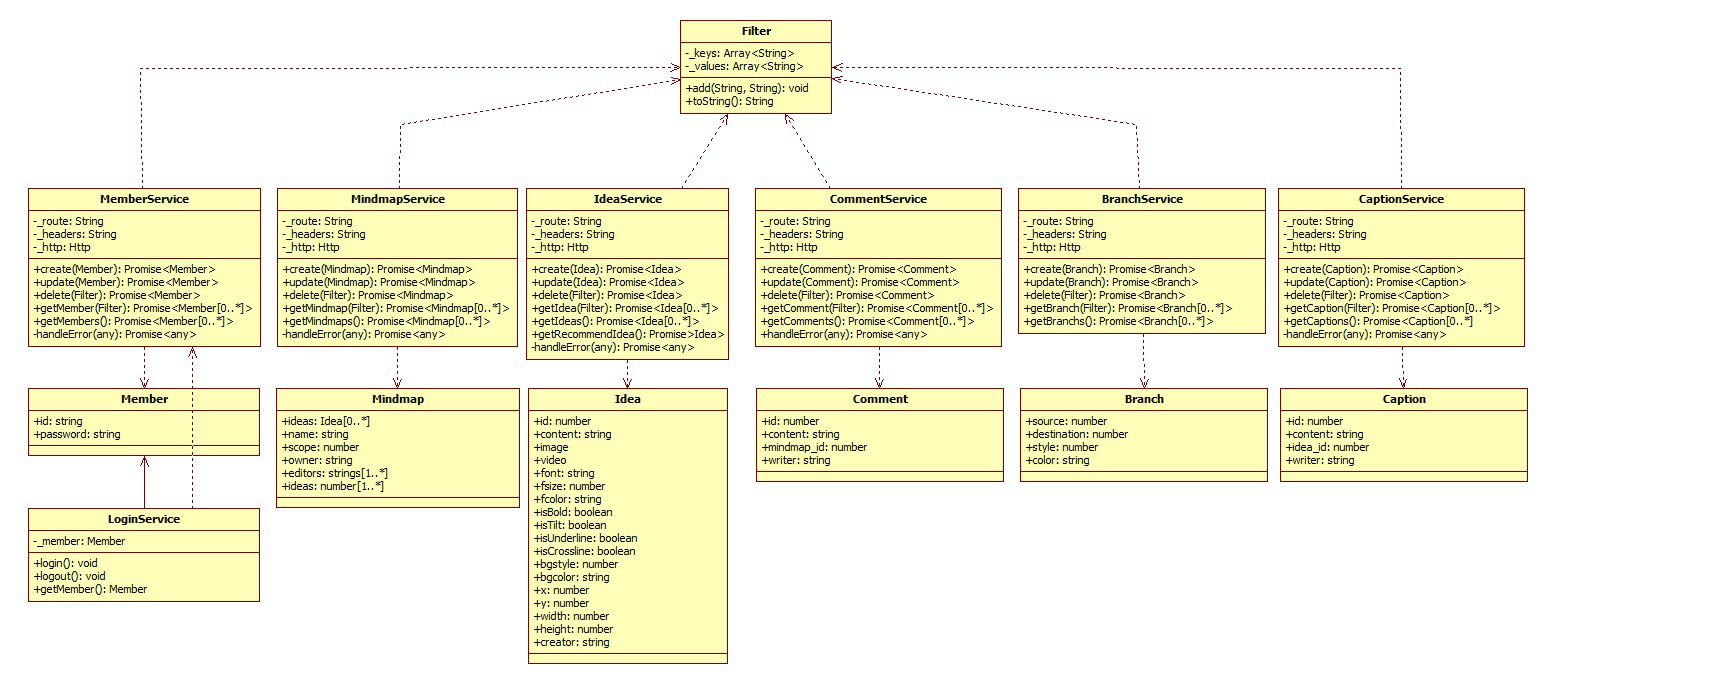 Filter
-_keys: Array<String>
-_values: Array<String>
+add(String, String): void
+toString(): String
MemberService
-_route: String
-_headers: String
-_http: Http
+create(Member): Promise<Member>
+update(Member): Promise<Member>
+delete(Filter): Promise<Member>
+getMember(Filter): Promise<Member[0..*]>
+getMembers(): Promise<Member[0..*]>
-handleError(any): Promise<any>
MindmapService
-_route: String
-_headers: String
-_http: Http
+create(Mindmap): Promise<Mindmap>
+update(Mindmap): Promise<Mindmap>
+delete(Filter): Promise<Mindmap>
+getMindmap(Filter): Promise<Mindmap[0..*]>
+getMindmaps(): Promise<Mindmap[0..*]>
-handleError(any): Promise<any>
IdeaService
-_route: String
-_headers: String
-_http: Http
+create(Idea): Promise<Idea>
+update(Idea): Promise<Idea>
+delete(Filter): Promise<Idea>
+getIdea(Filter): Promise<Idea[0..*]>
+getIdeas(): Promise<Idea[0..*]>
+getRecommendIdea(): Promise>Idea>
-handleError(any): Promise<any>
CommentService
-_route: String
-_headers: String
-_http: Http
+create(Comment): Promise<Comment>
+update(Comment): Promise<Comment>
+delete(Filter): Promise<Comment>
+getComment(Filter): Promise<Comment[0..*]>
+getComments(): Promise<Comment[0..*]>
+handleError(any): Promise<any>
BranchService
-_route: String
-_headers: String
-_http: Http
+create(Branch): Promise<Branch>
+update(Branch): Promise<Branch>
+delete(Filter): Promise<Branch>
+getBranch(Filter): Promise<Branch[0..*]>
+getBranchs(): Promise<Branch[0..*]>
CaptionService
-_route: String
-_headers: String
-_http: Http
+create(Caption): Promise<Caption>
+update(Caption): Promise<Caption>
+delete(Filter): Promise<Caption>
+getCaption(Filter): Promise<Caption[0..*]>
+getCaptions(): Promise<Caption[0..*]
-handleError(any): Promise<any>
Member
+id: string
+password: string
Mindmap
+ideas: Idea[0..*]
+name: string
+scope: number
+owner: string
+editors: strings[1..*]
+ideas: number[1..*]
Idea
+id: number
+content: string
+image
+video
+font: string
+fsize: number
+fcolor: string
+isBold: boolean
+isTilt: boolean
+isUnderline: boolean
+isCrossline: boolean
+bgstyle: number
+bgcolor: string
+x: number
+y: number
+width: number
+height: number
+creator: string
Comment
+id: number
+content: string
+mindmap_id: number
+writer: string
Branch
+source: number
+destination: number
+style: number
+color: string
Caption
+id: number
+content: string
+idea_id: number
+writer: string
LoginService
-_member: Member
+login(): void
+logout(): void
+getMember(): Member